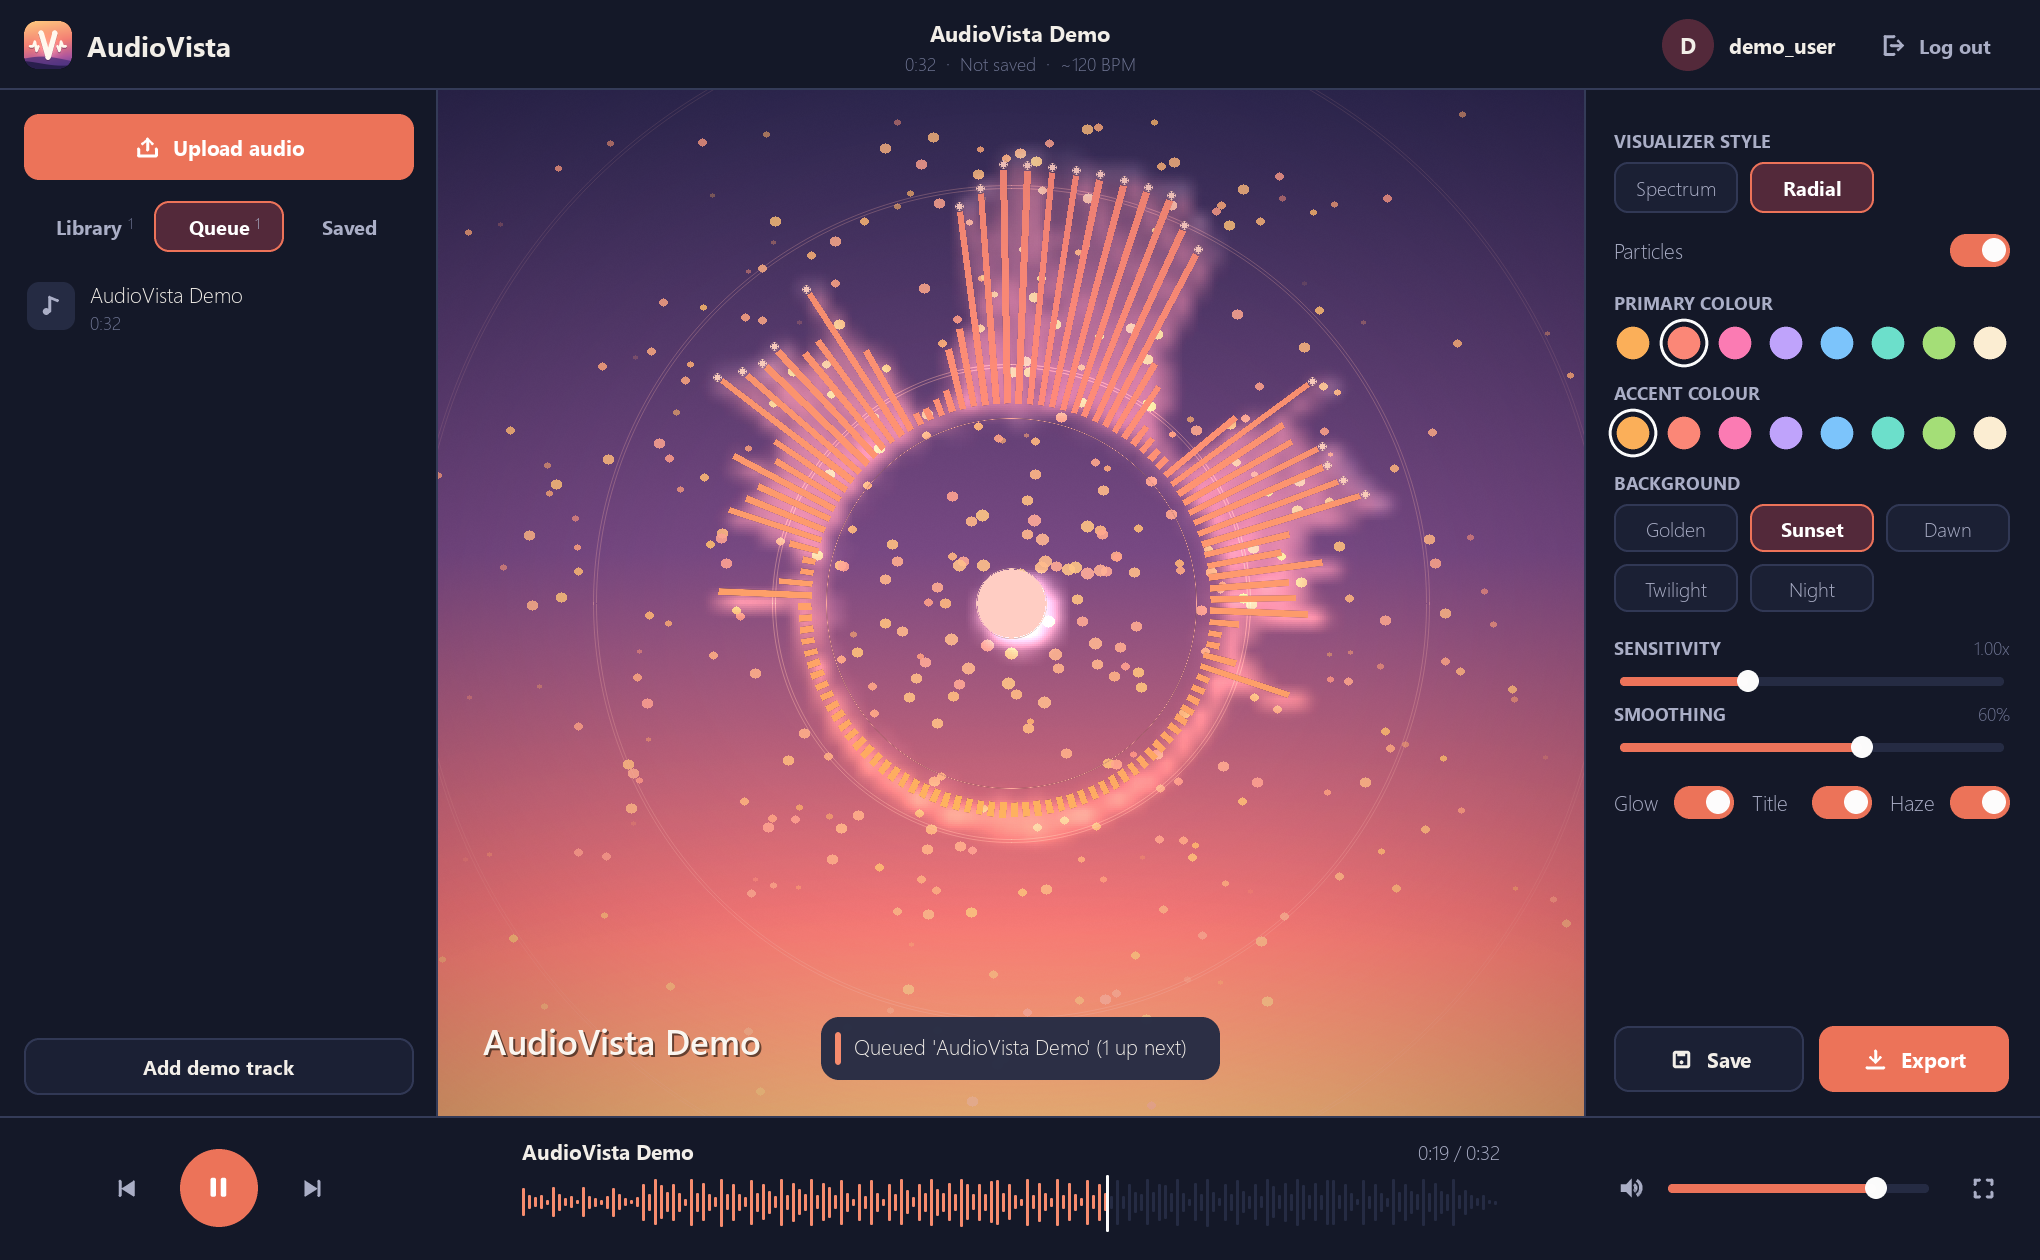 AudioVista
AudioVista Demo
0:32 · Not saved · ~120 BPM
D demo_user Log out
Upload audio
Library 1 Queue 1 Saved
AudioVista Demo
0:32
Add demo track
AudioVista Demo
Queued 'AudioVista Demo' (1 up next)
VISUALIZER STYLE
Spectrum Radial
Particles
PRIMARY COLOUR
ACCENT COLOUR
BACKGROUND
Golden Sunset Dawn
Twilight Night
SENSITIVITY 1.00x
SMOOTHING 60%
Glow Title Haze
Save Export
AudioVista Demo 0:19 / 0:32